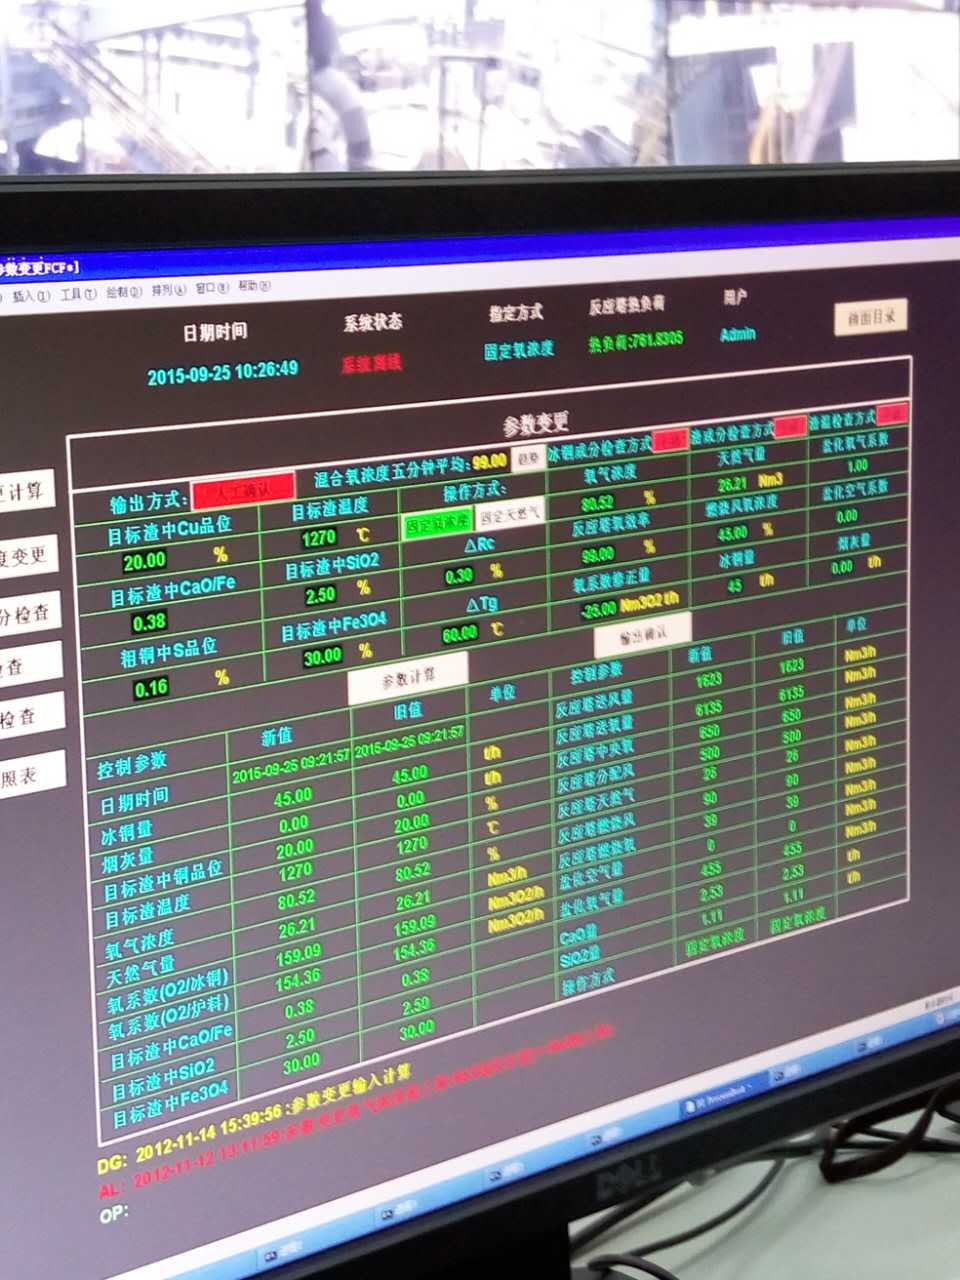 参数变更FCF*]
插入(I) 工具(T) 绘制(D) 排列(A) 窗口(W) 帮助(H)
日期时间 系统状态 指定方式 反应塔热负荷 用户
2015-09-25 10:26:49 系统离线 固定氧浓度 热负荷:761.8305 Admin
画面目录
参数变更
输出方式: 人工确认 混合氧浓度五分钟平均: 99.00 趋势 冰铜成分检查方式 渣成分检查方式 渣温检查方式
目标渣中Cu品位 目标渣温度 操作方式: 氧气浓度 天然气量 盐化氧气系数
20.00 % 1270 ℃ 固定氧浓度 固定天然气 80.52 % 26.21 Nm3 1.00
目标渣中CaO/Fe 目标渣中SiO2 △Rc 反应塔氧效率 燃烧风氧浓度 盐化空气系数
0.38 2.50 % 0.30 % 99.00 % 45.00 % 0.00
粗铜中S品位 目标渣中Fe3O4 △Tg 氧系数修正量 冰铜量 烟灰量
0.16 % 30.00 % 60.00 ℃ -25.00 Nm3O2 t/h 45 t/h 0.00 t/h
参数计算 输出确认
更计算
度变更
分检查
检查
照表
控制参数 新值 旧值 单位
日期时间 2015-09-25 09:21:57 2015-09-25 09:21:57
冰铜量 45.00 45.00 t/h
烟灰量 0.00 0.00 t/h
目标渣中铜品位 20.00 20.00 %
目标渣温度 1270 1270 ℃
氧气浓度 80.52 80.52 %
天然气量 26.21 26.21 Nm3/h
氧系数(O2/冰铜) 159.09 159.09 Nm3O2/h
氧系数(O2/炉料) 154.36 154.36 Nm3O2/h
目标渣中CaO/Fe 0.38 0.38
目标渣中SiO2 2.50 2.50
目标渣中Fe3O4 30.00 30.00
控制参数 新值 旧值 单位
反应塔送风量 1623 1623 Nm3/h
反应塔送氧量 6135 6135 Nm3/h
反应塔中央氧 650 650 Nm3/h
反应塔分配风 500 500 Nm3/h
反应塔天然气 26 26 Nm3/h
反应塔燃烧风 90 90 Nm3/h
反应塔燃烧氧 39 39 Nm3/h
盐化空气量 0 0 Nm3/h
盐化氧气量 455 455 Nm3/h
CaO量 2.53 2.53 t/h
SiO2量 1.11 1.11 t/h
操作方式 固定氧浓度 固定氧浓度
DG: 2012-11-14 15:39:56 :参数变更输入计算
AL: 2012-11-12 13:11:59
OP:
DELL